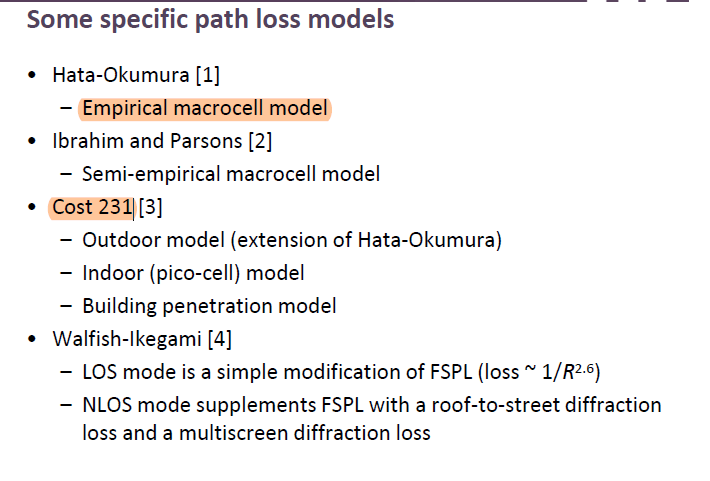 Some specific path loss models
• Hata-Okumura [1]
– Empirical macrocell model
• Ibrahim and Parsons [2]
– Semi-empirical macrocell model
• Cost 231 [3]
– Outdoor model (extension of Hata-Okumura)
– Indoor (pico-cell) model
– Building penetration model
• Walfish-Ikegami [4]
– LOS mode is a simple modification of FSPL (loss ~ 1/R²·⁶)
– NLOS mode supplements FSPL with a roof-to-street diffraction
loss and a multiscreen diffraction loss